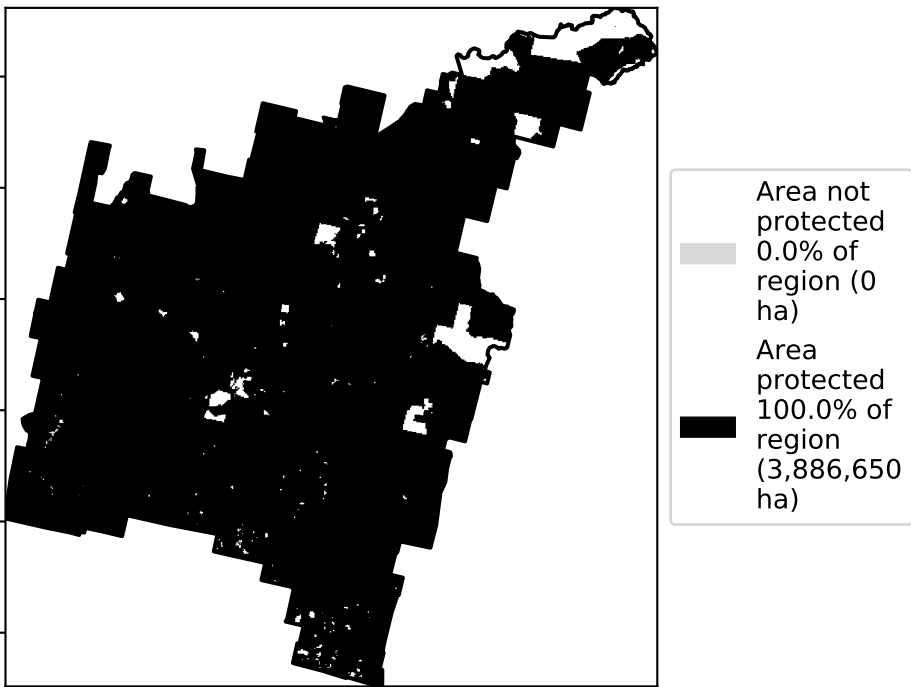 Area not
protected
0.0% of
region (0
ha)
Area
protected
100.0% of
region
(3,886,650
ha)